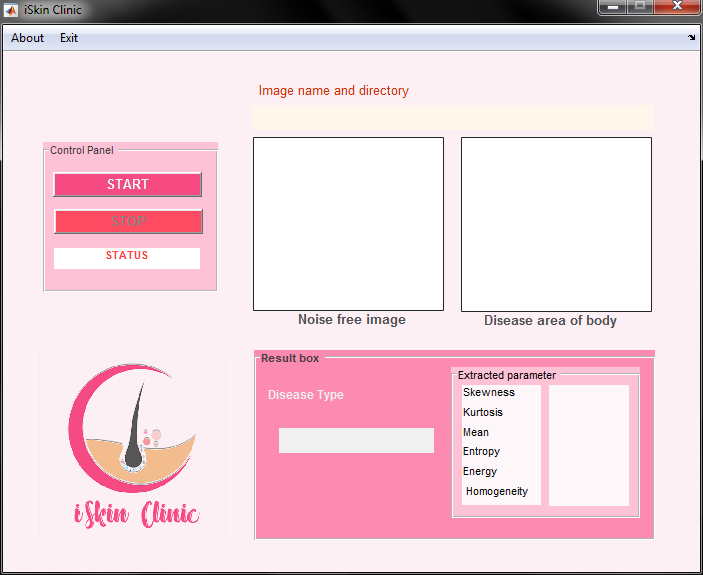 iSkin Clinic
About Exit
Image name and directory
Control Panel
START
STOP
STATUS
Noise free image
Disease area of body
Result box
Disease Type
Extracted parameter
Skewness
Kurtosis
Mean
Entropy
Energy
Homogeneity
iSkin Clinic